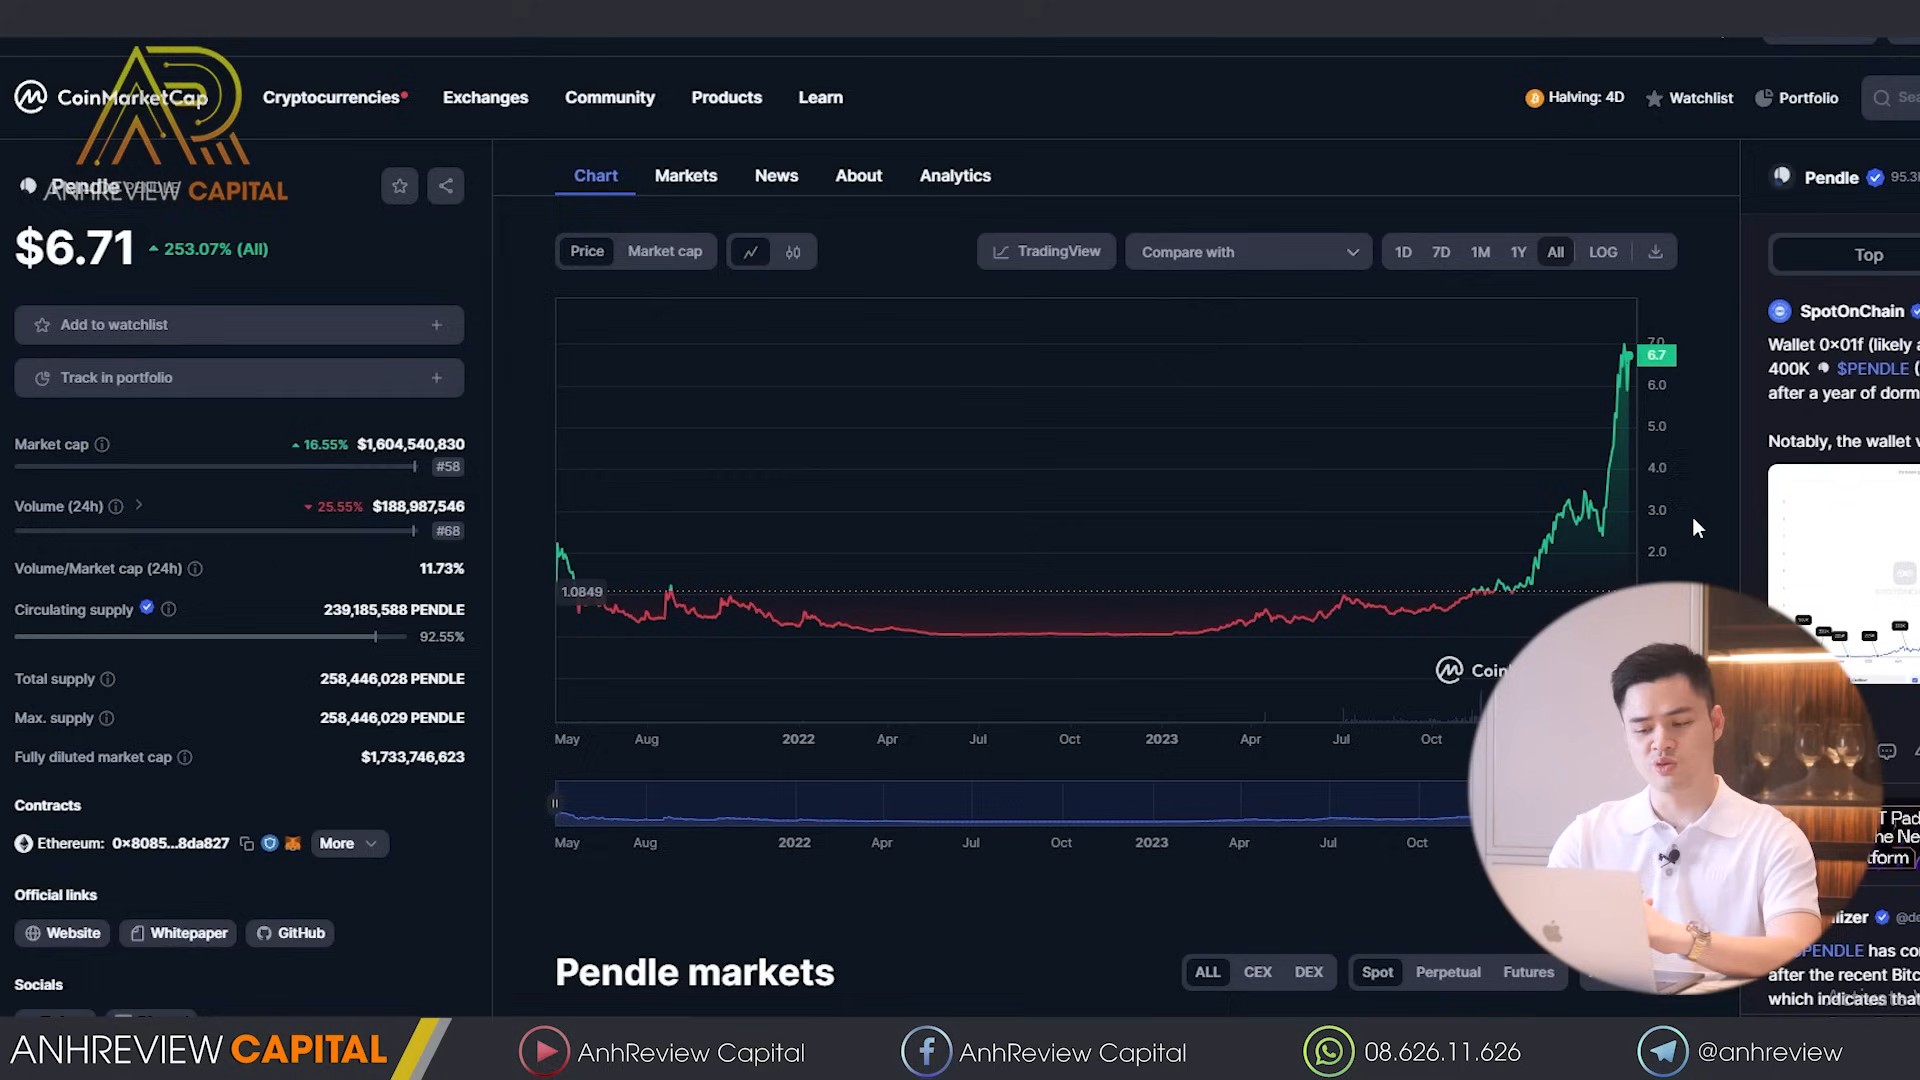 CoinMarketCap
Cryptocurrencies
Exchanges
Community
Products
Learn
Halving: 4D
Watchlist
Portfolio
ANHREVIEW CAPITAL
Pendle
$6.71
253.07% (All)
Add to watchlist
+
Track in portfolio
+
Market cap
16.55% $1,604,540,830
#58
Volume (24h)
25.55% $188,987,546
#68
Volume/Market cap (24h)
11.73%
Circulating supply
239,185,588 PENDLE
92.55%
Total supply
258,446,028 PENDLE
Max. supply
258,446,029 PENDLE
Fully diluted market cap
$1,733,746,623
Contracts
Ethereum: 0x8085...8da827
More
Official links
Website
Whitepaper
GitHub
Socials
Chart
Markets
News
About
Analytics
Price
Market cap
TradingView
Compare with
1D
7D
1M
1Y
All
LOG
7.0
6.7
6.0
5.0
4.0
3.0
2.0
1.0849
May
Aug
2022
Apr
Jul
Oct
2023
Apr
Jul
Oct
May
Aug
2022
Apr
Jul
Oct
2023
Apr
Jul
Oct
Pendle markets
ALL
CEX
DEX
Spot
Perpetual
Futures
Pendle
Top
SpotOnChain
Wallet 0x01f (likely
400K $PENDLE (
after a year of
Notably, the wallet
PENDLE has
after the recent
which indicates
ANHREVIEW CAPITAL
AnhReview Capital
AnhReview Capital
08.626.11.626
@anhreview